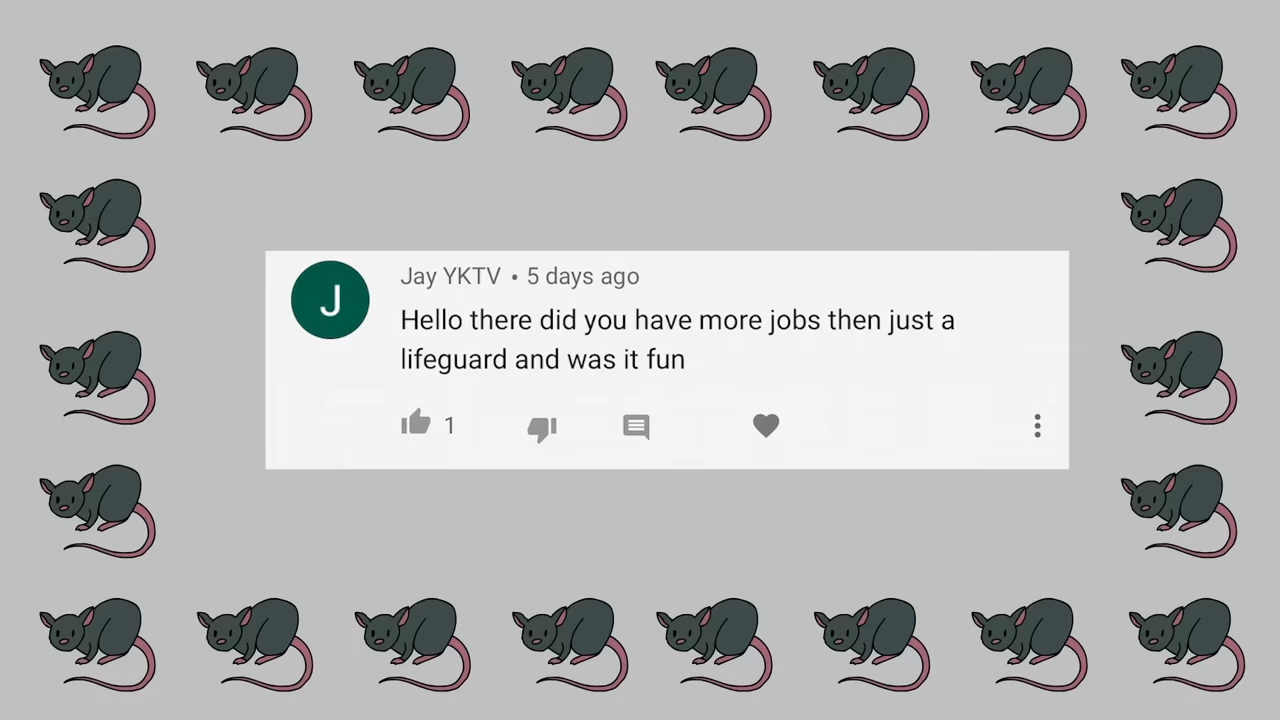 J
Jay YKTV • 5 days ago
Hello there did you have more jobs then just a
lifeguard and was it fun
1